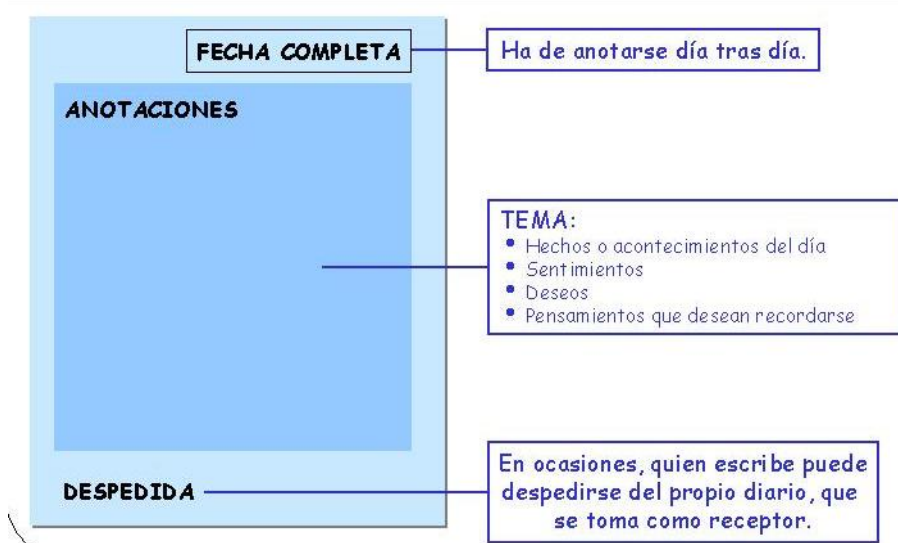 FECHA COMPLETA
Ha de anotarse día tras día.
ANOTACIONES
TEMA:
• Hechos o acontecimientos del día
• Sentimientos
• Deseos
• Pensamientos que desean recordarse
DESPEDIDA
En ocasiones, quien escribe puede
despedirse del propio diario, que
se toma como receptor.